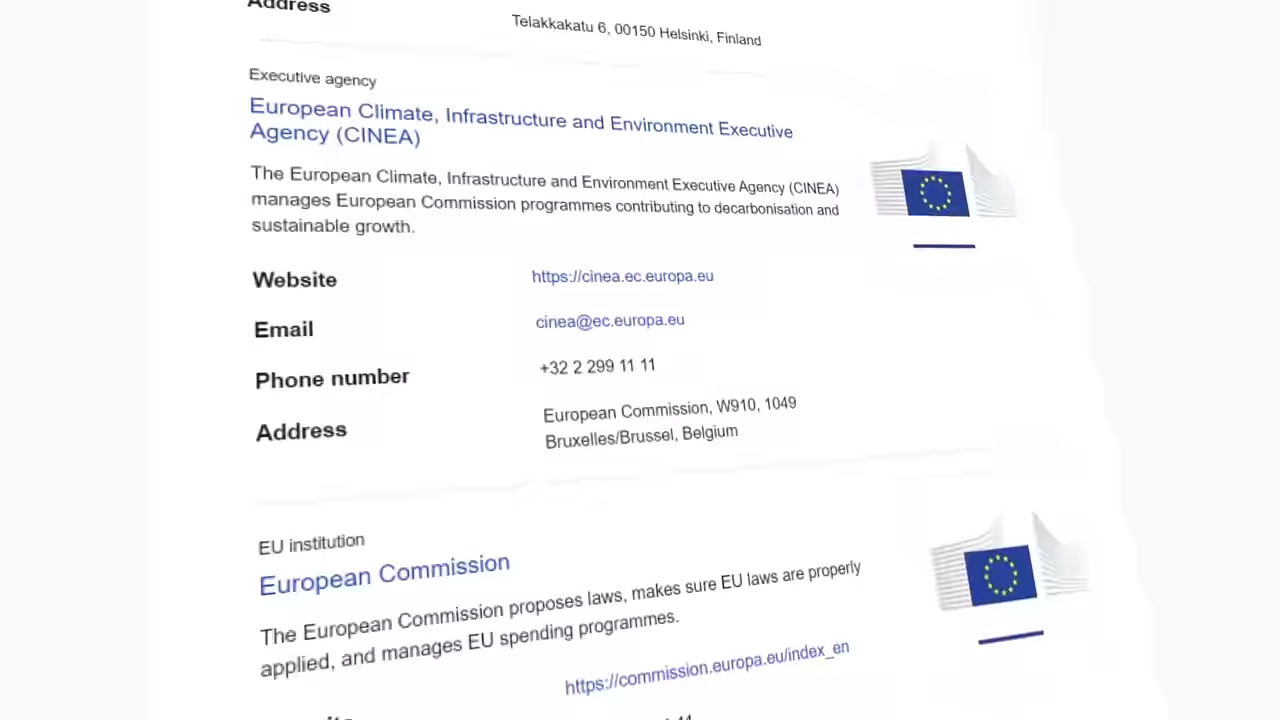 Address
Telakkakatu 6, 00150 Helsinki, Finland
Executive agency
European Climate, Infrastructure and Environment Executive
Agency (CINEA)
The European Climate, Infrastructure and Environment Executive Agency (CINEA)
manages European Commission programmes contributing to decarbonisation and
sustainable growth.
Website
https://cinea.ec.europa.eu
Email
cinea@ec.europa.eu
Phone number
+32 2 299 11 11
Address
European Commission, W910, 1049
Bruxelles/Brussel, Belgium
EU institution
European Commission
The European Commission proposes laws, makes sure EU laws are properly
applied, and manages EU spending programmes.
https://commission.europa.eu/index_en